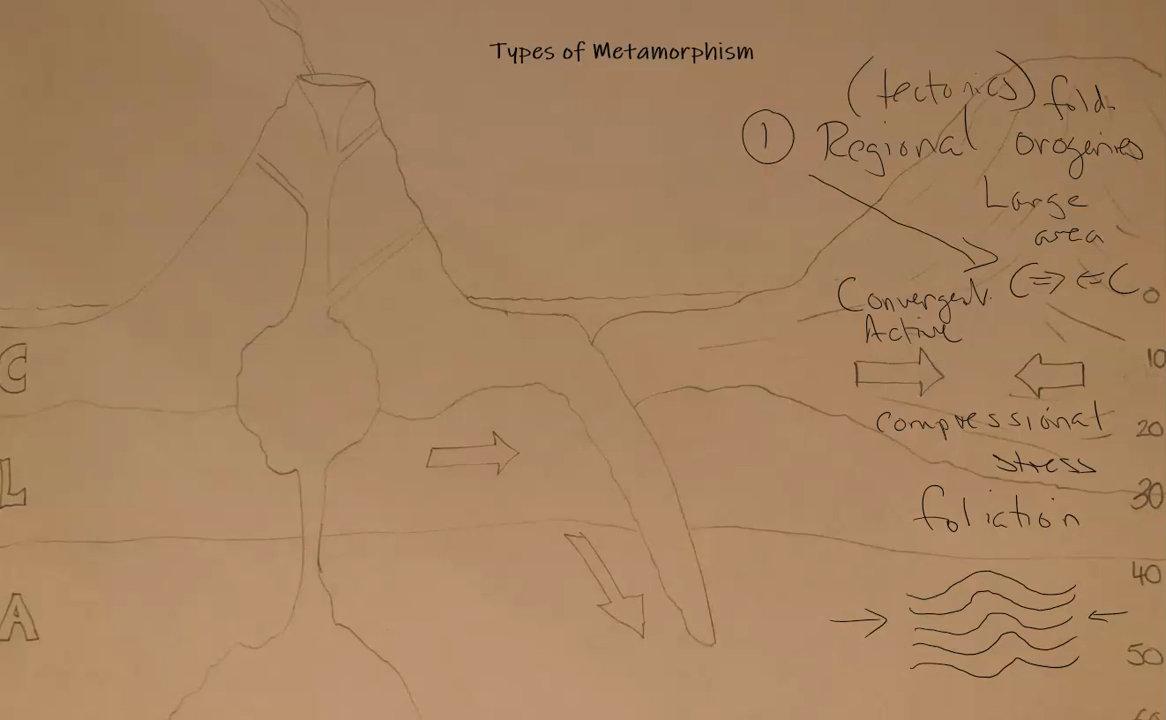 Types of Metamorphism
(tectonics) fold
① Regional orogenies
Large
area
Convergent C ⇒ ⇐ C
Active
compressional
stress
foliation
C
L
A
0
10
20
30
40
50